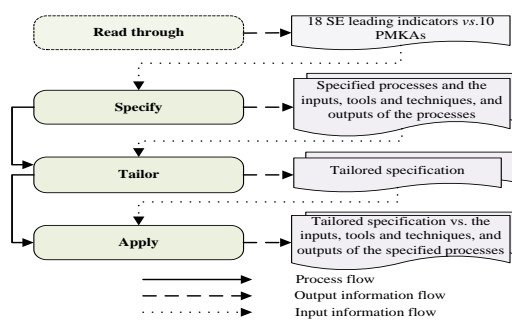 Read through
18 SE leading indicators vs.10
PMKAs
Specify
Specified processes and the
inputs, tools and techniques, and
outputs of the processes
Tailor
Tailored specification
Apply
Tailored specification vs. the
inputs, tools and techniques, and
outputs of the specified processes
Process flow
Output information flow
Input information flow